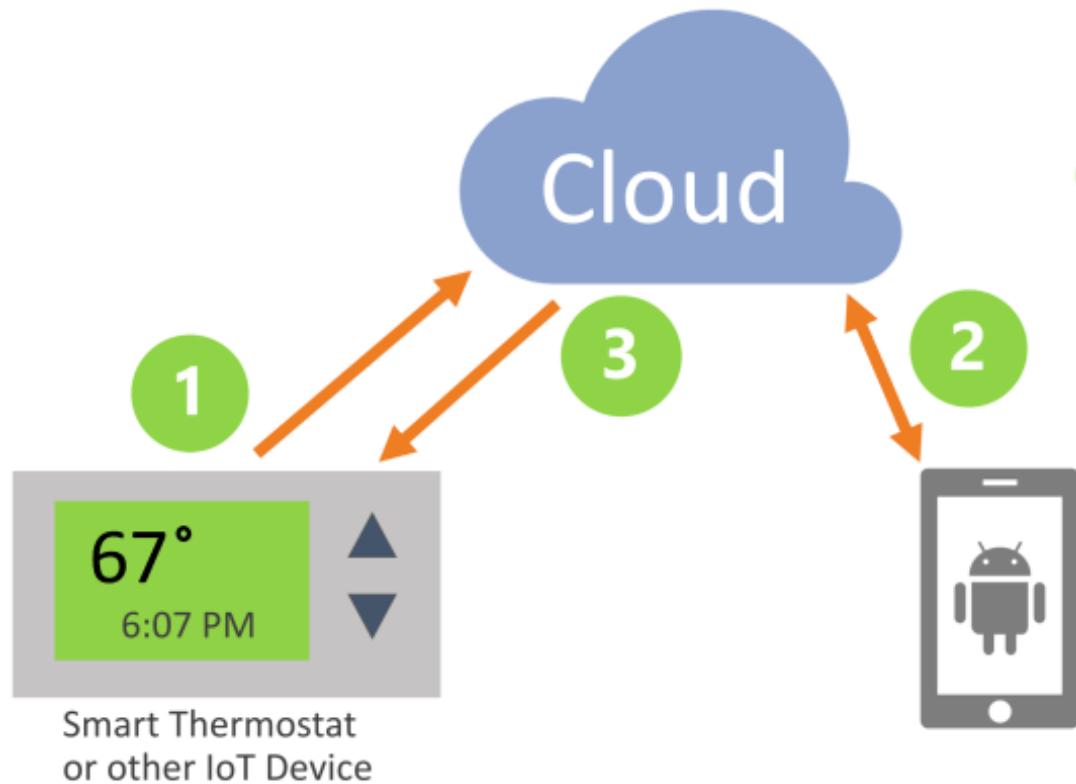 Cloud
1
3
2
67°
6:07 PM
Smart Thermostat
or other IoT Device